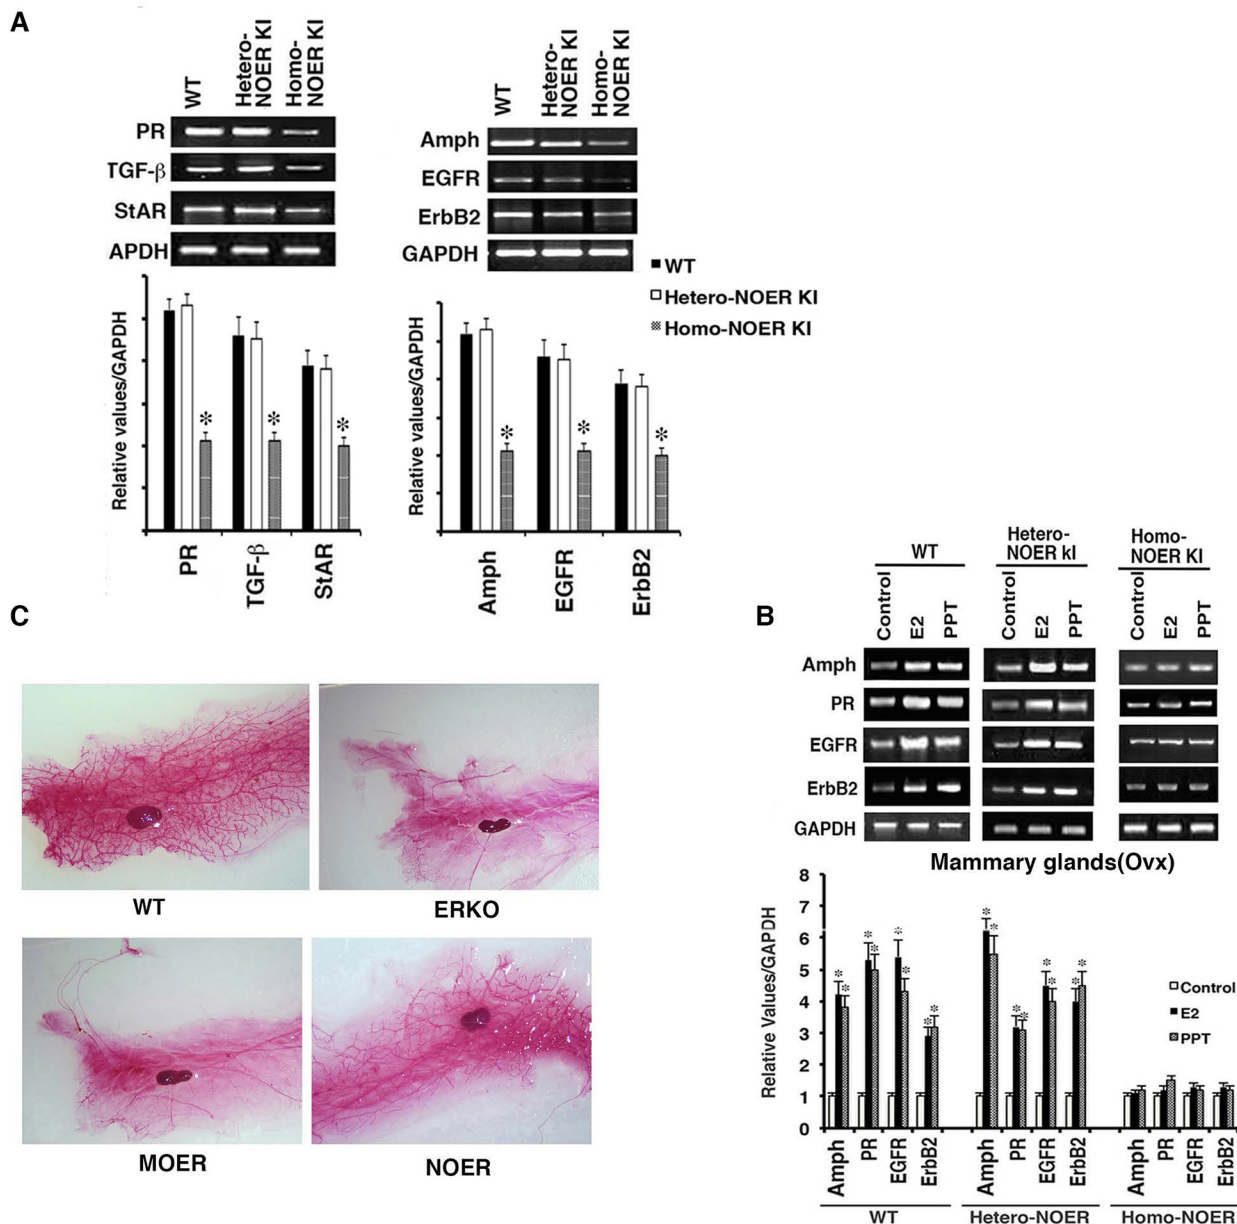 A
WT
Hetero-
NOER KI
Homo-
NOER KI
PR
TGF-β
StAR
APDH
Relative values/GAPDH
* * *
PR
TGF-β
StAR
WT
Hetero-
NOER KI
Homo-
NOER KI
Amph
EGFR
ErbB2
GAPDH
WT
Hetero-NOER KI
Homo-NOER KI
Relative values/GAPDH
* * *
Amph
EGFR
ErbB2
C
WT
ERKO
MOER
NOER
B
WT
Hetero-
NOER kI
Homo-
NOER KI
Control E2 PPT
Control E2 PPT
Control E2 PPT
Amph
PR
EGFR
ErbB2
GAPDH
Mammary glands(Ovx)
Relative Values/GAPDH
8
7
6
5
4
3
2
1
0
* * * * * * * *
* * * * * * * *
Control
E2
PPT
Amph PR EGFR ErbB2
Amph PR EGFR ErbB2
Amph PR EGFR ErbB2
WT
Hetero-NOER
Homo-NOER